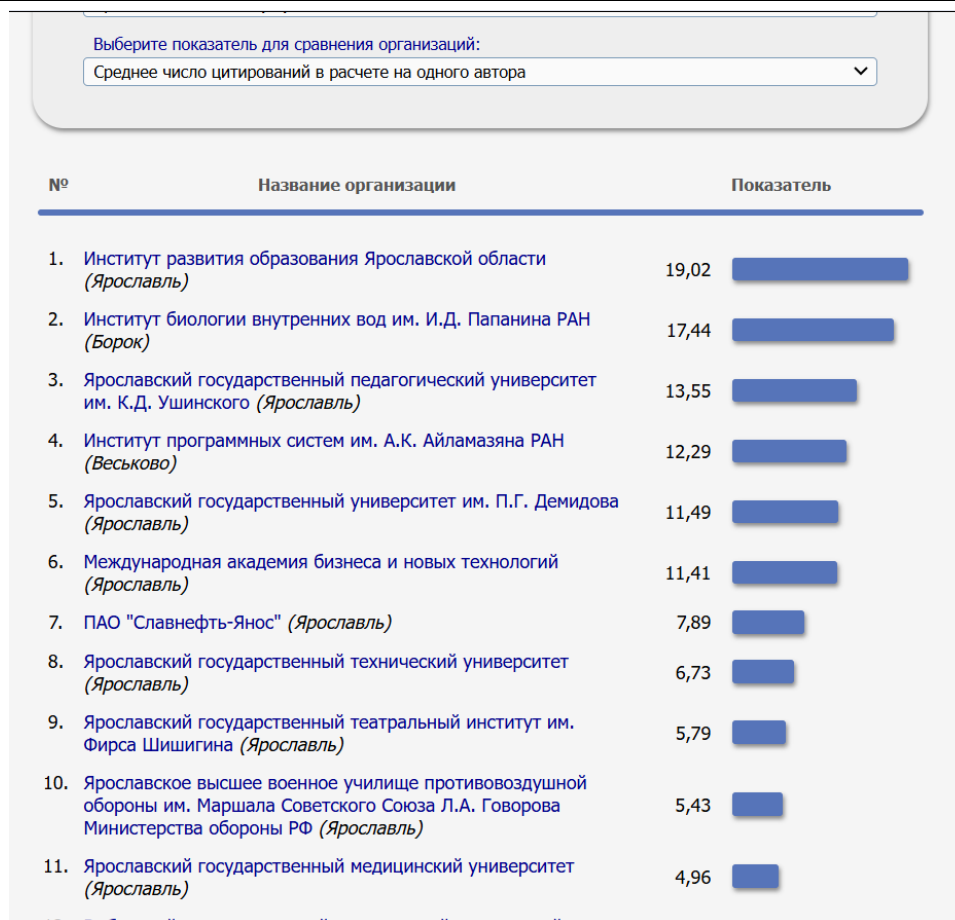 Выберите показатель для сравнения организаций:
Среднее число цитирований в расчете на одного автора
№ Название организации Показатель
1. Институт развития образования Ярославской области
(Ярославль)
19,02
2. Институт биологии внутренних вод им. И.Д. Папанина РАН
(Борок)
17,44
3. Ярославский государственный педагогический университет
им. К.Д. Ушинского (Ярославль)
13,55
4. Институт программных систем им. А.К. Айламазяна РАН
(Веськово)
12,29
5. Ярославский государственный университет им. П.Г. Демидова
(Ярославль)
11,49
6. Международная академия бизнеса и новых технологий
(Ярославль)
11,41
7. ПАО "Славнефть-Янос" (Ярославль) 7,89
8. Ярославский государственный технический университет
(Ярославль)
6,73
9. Ярославский государственный театральный институт им.
Фирса Шишигина (Ярославль)
5,79
10. Ярославское высшее военное училище противовоздушной
обороны им. Маршала Советского Союза Л.А. Говорова
Министерства обороны РФ (Ярославль)
5,43
11. Ярославский государственный медицинский университет
(Ярославль)
4,96